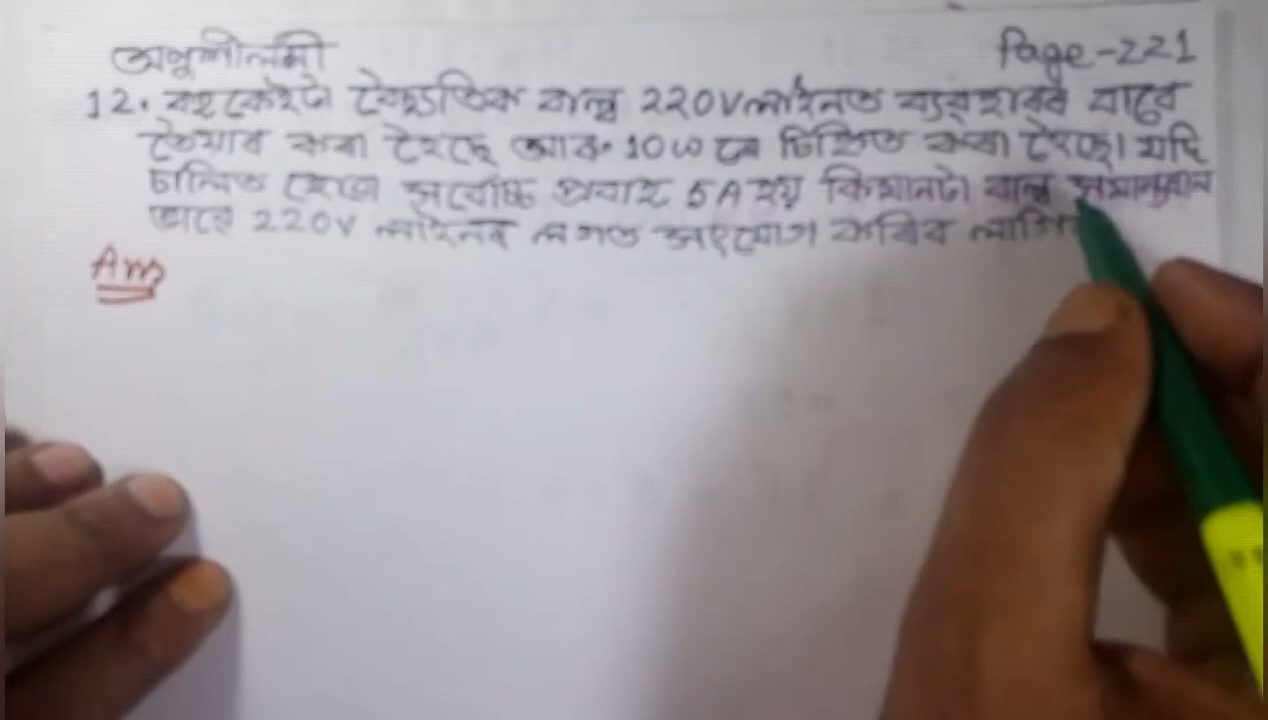 অনুশীলনী Page-221
12. বহুকেইটা বৈদ্যুতিক বাল্ব 220V লাইনত ব্যৱহাৰৰ বাবে
তৈয়াৰ কৰা হৈছে আৰু 10W ৰে চিহ্নিত কৰা হৈছে। যদি
চালিত হোৱা সৰ্বোচ্চ প্ৰবাহ 5A হয় কিমানটা বাল্ব সমান্তৰাল
ভাৱে 220V লাইনৰ লগত সংযোগ কৰিব
Ans